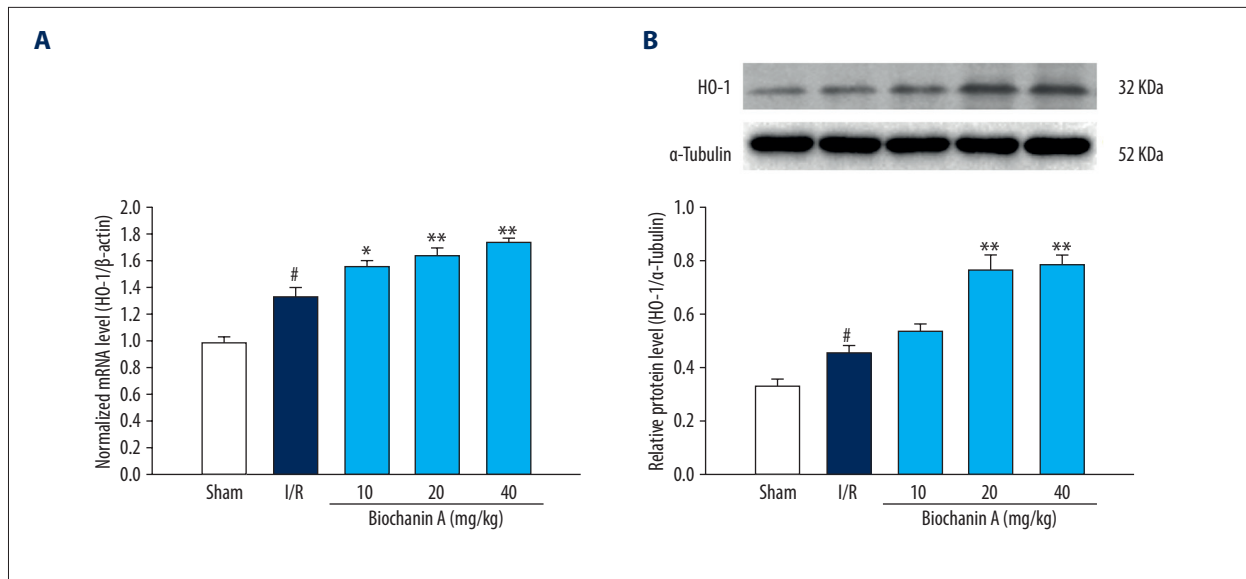 A
Normalized mRNA level (HO-1/β-actin)
2.0
1.8
1.6
1.4
1.2
1.0
0.8
0.6
0.4
0.2
0.0
#
*
**
**
Sham I/R 10 20 40
Biochanin A (mg/kg)
B
HO-1 32 KDa
α-Tubulin 52 KDa
Relative prtotein level (HO-1/α-Tubulin)
1.0
0.8
0.6
0.4
0.2
0.0
#
**
**
Sham I/R 10 20 40
Biochanin A (mg/kg)